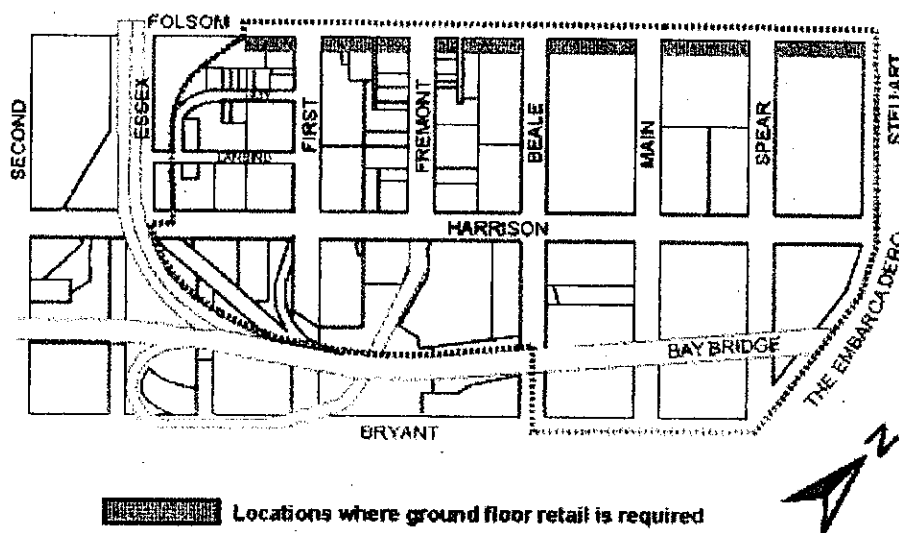 FOLSOM
SECOND
ESSEX
LANSING
FIRST
FREMONT
BEALE
MAIN
SPEAR
STEUART
HARRISON
BAY BRIDGE
THE EMBARCADERO
BRYANT
N
Locations where ground floor retail is required